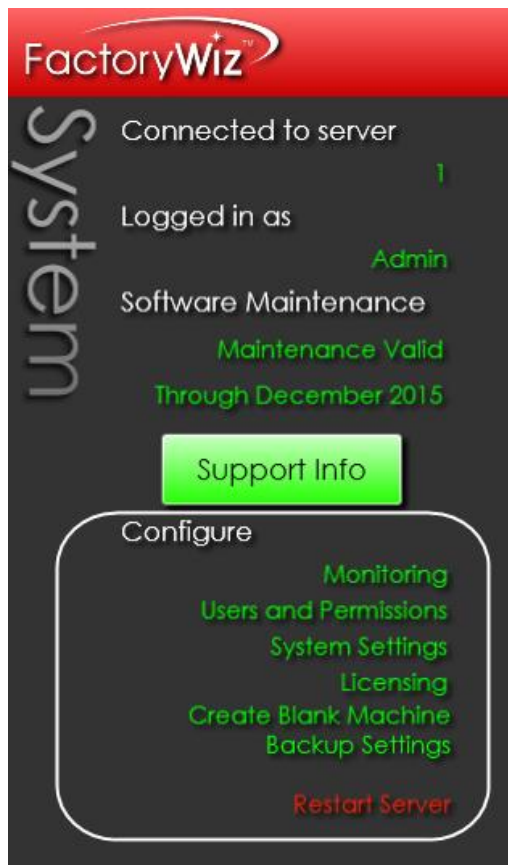 FactoryWiz™
System
Connected to server
1
Logged in as
Admin
Software Maintenance
Maintenance Valid
Through December 2015
Support Info
Configure
Monitoring
Users and Permissions
System Settings
Licensing
Create Blank Machine
Backup Settings
Restart Server